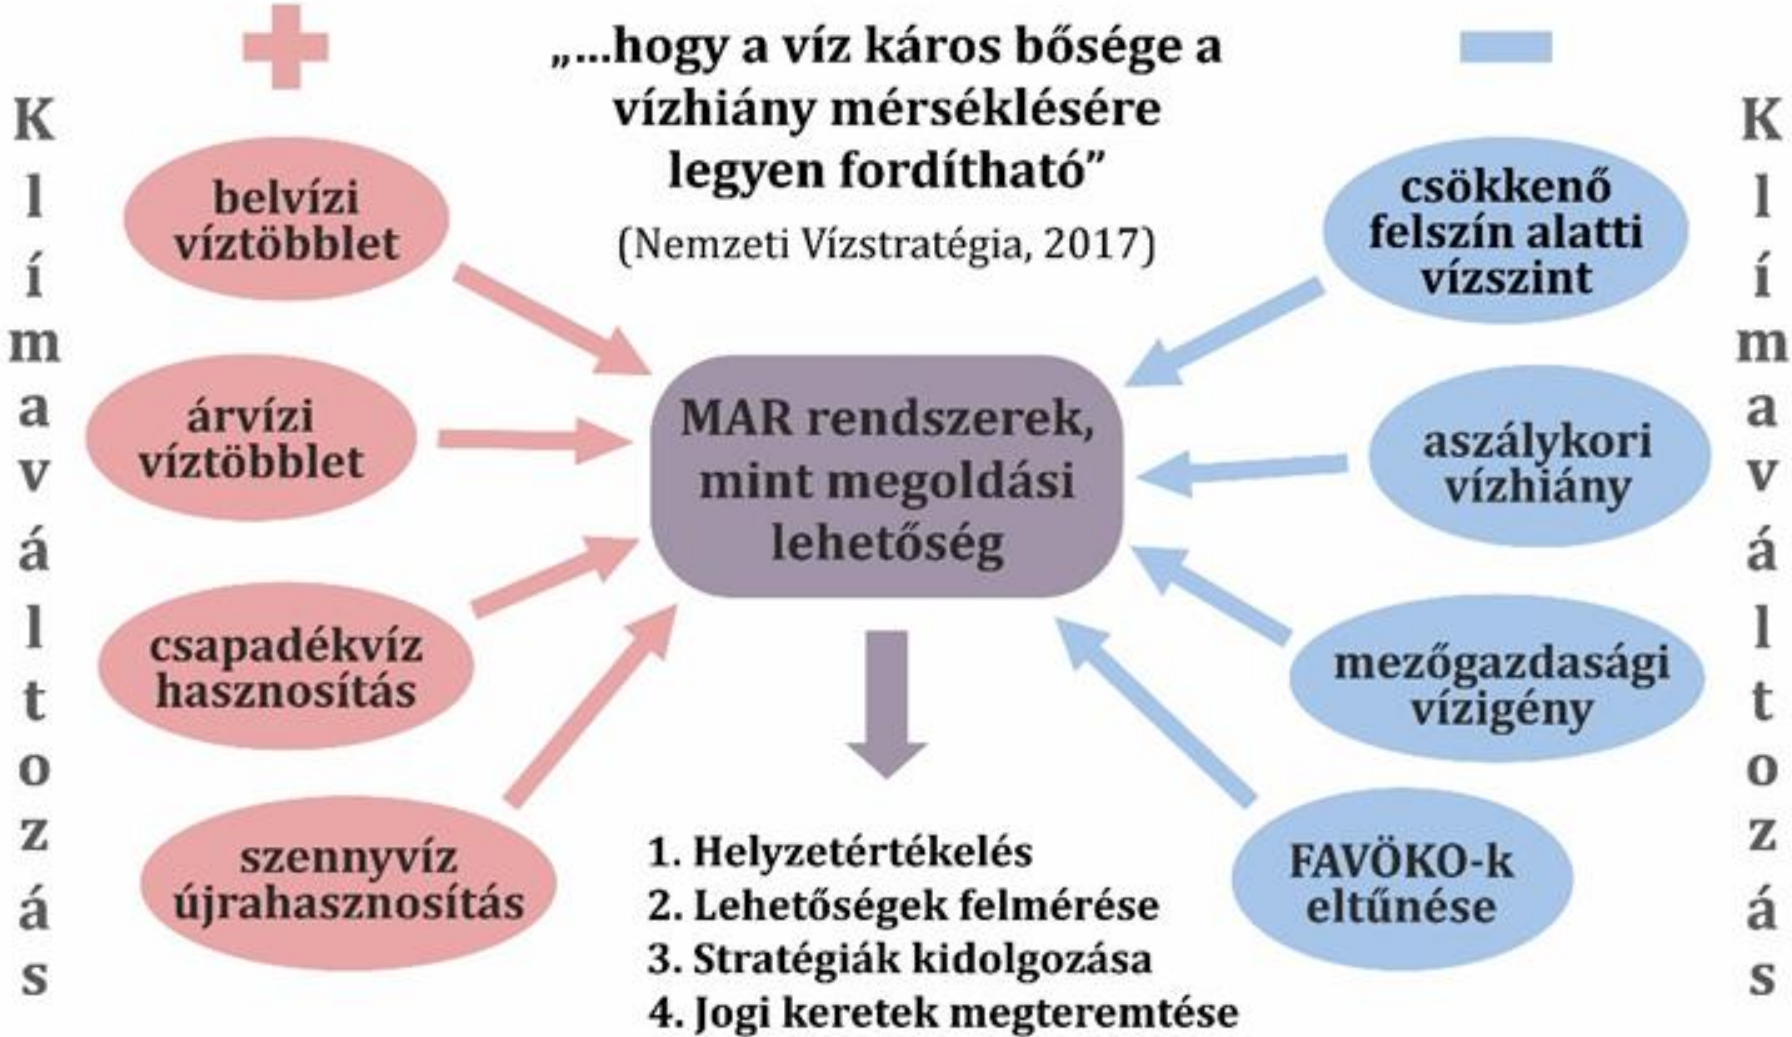 „...hogy a víz káros bősége a
vízhiány mérséklésére
legyen fordítható”
(Nemzeti Vízstratégia, 2017)
Klímaváltozás
belvízi
víztöbblet
árvízi
víztöbblet
csapadékvíz
hasznosítás
szennyvíz
újrahasznosítás
MAR rendszerek,
mint megoldási
lehetőség
1. Helyzetértékelés
2. Lehetőségek felmérése
3. Stratégiák kidolgozása
4. Jogi keretek megteremtése
csökkenő
felszín alatti
vízszint
aszálykori
vízhiány
mezőgazdasági
vízigény
FAVÖKO-k
eltűnése
Klímaváltozás